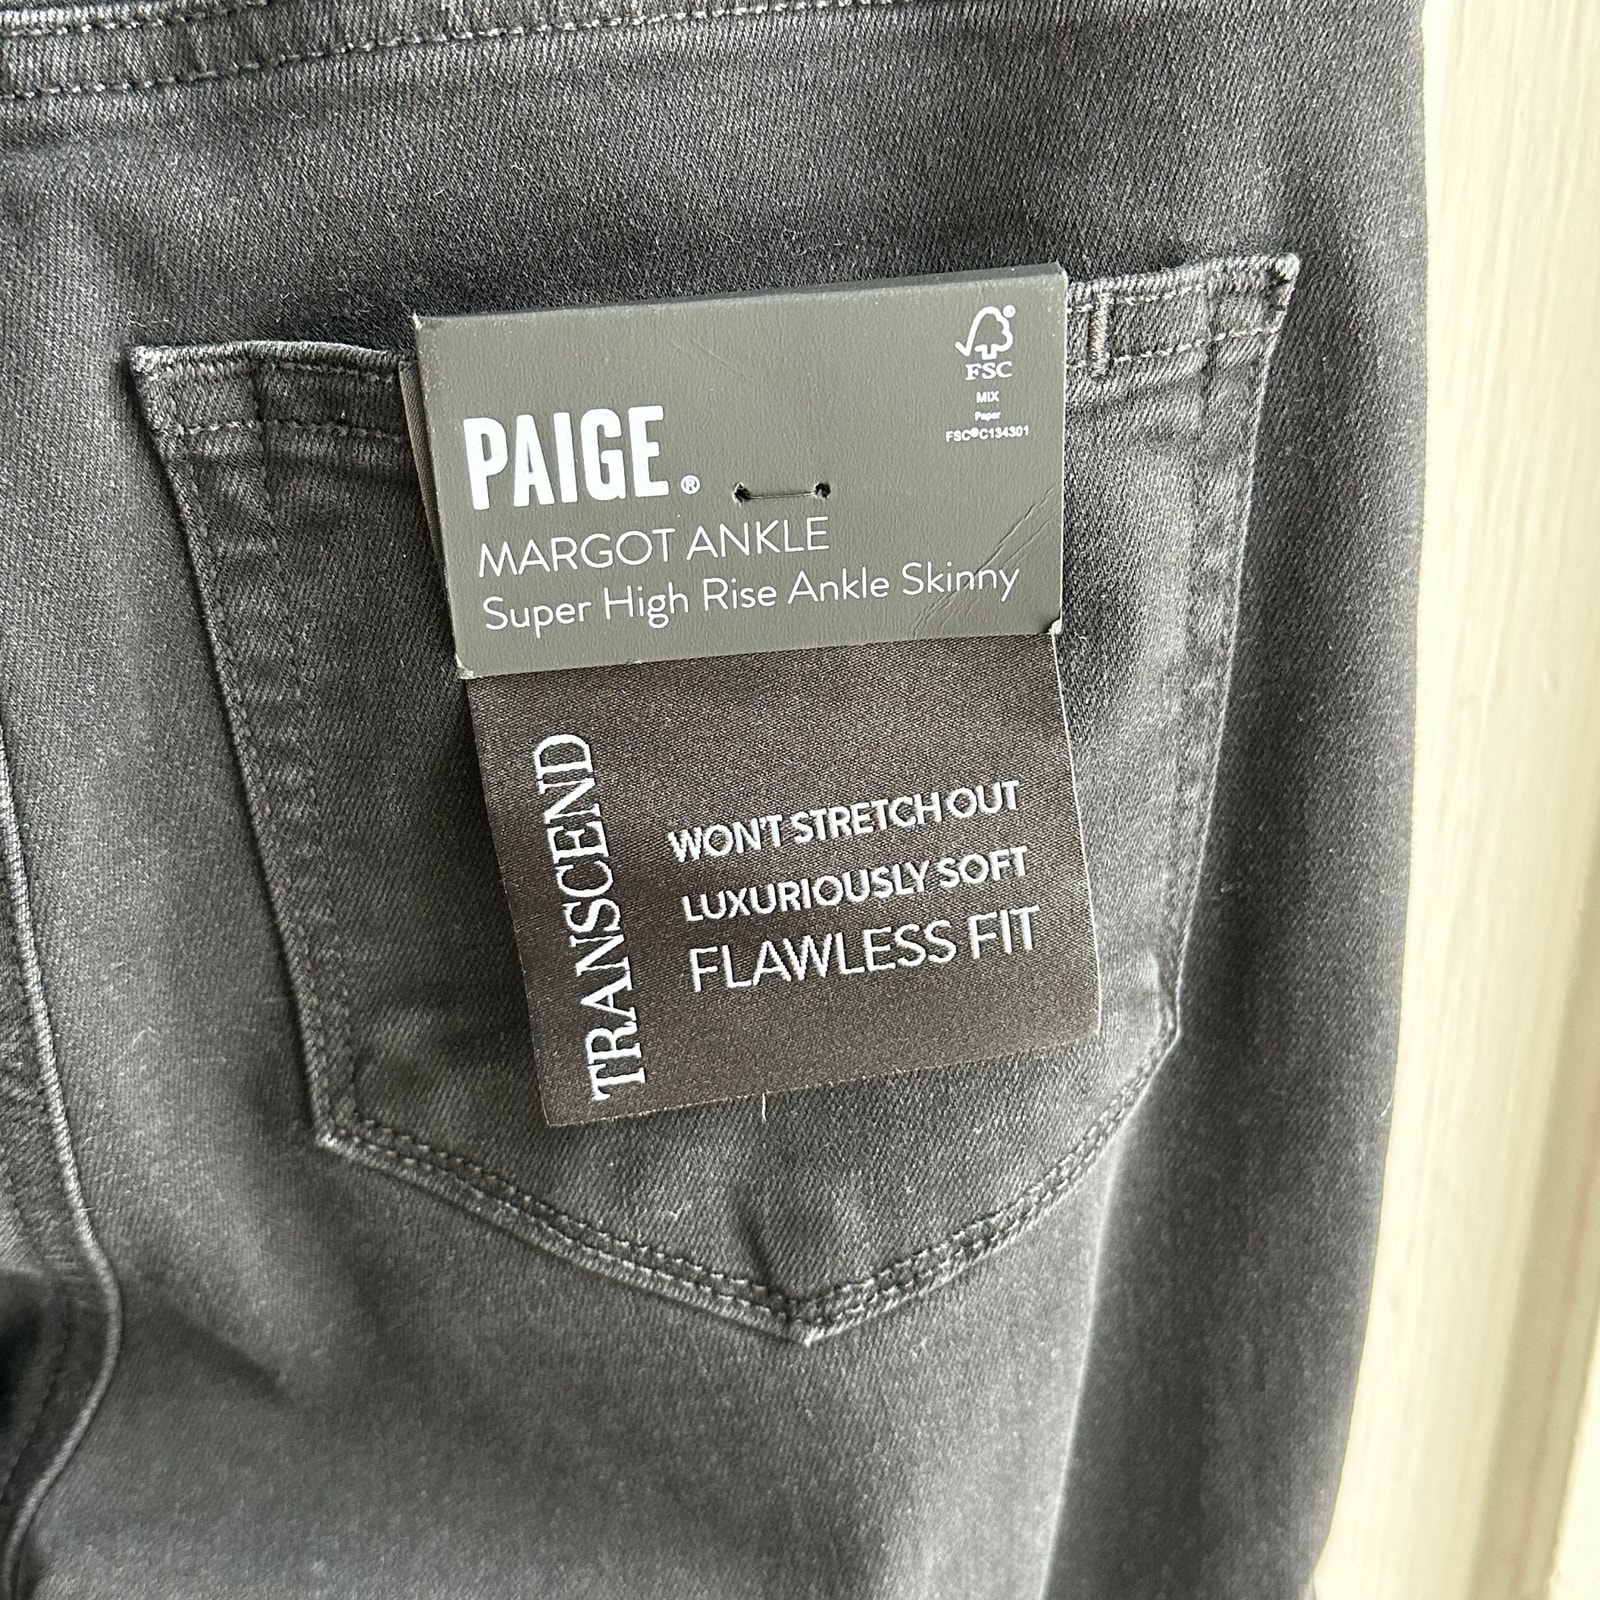 FSC
MIX
Paper
FSC® C134301
PAIGE®
MARGOT ANKLE
Super High Rise Ankle Skinny
TRANSCEND
WON'T STRETCH OUT
LUXURIOUSLY SOFT
FLAWLESS FIT